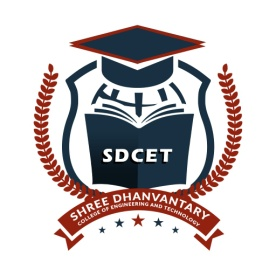 SDCET
SHREE DHANVANTARY
COLLEGE OF ENGINEERING AND TECHNOLOGY